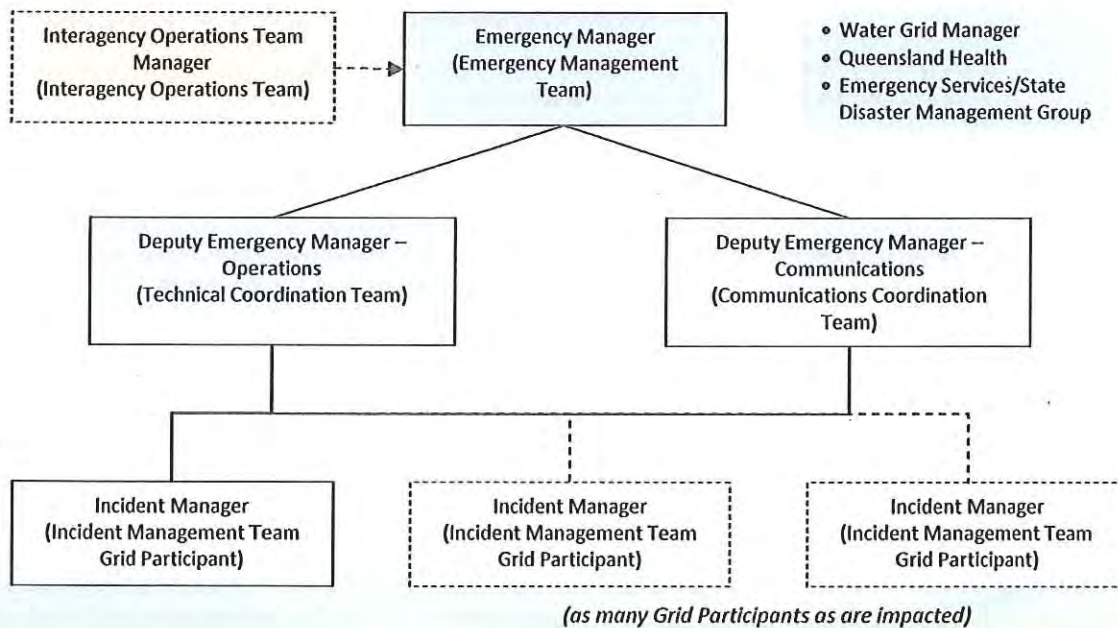 Interagency Operations Team
Manager
(Interagency Operations Team)
Emergency Manager
(Emergency Management
Team)
• Water Grid Manager
• Queensland Health
• Emergency Services/State
Disaster Management Group
Deputy Emergency Manager –
Operations
(Technical Coordination Team)
Deputy Emergency Manager –
Communications
(Communications Coordination
Team)
Incident Manager
(Incident Management Team
Grid Participant)
Incident Manager
(Incident Management Team
Grid Participant)
Incident Manager
(Incident Management Team
Grid Participant)
(as many Grid Participants as are impacted)